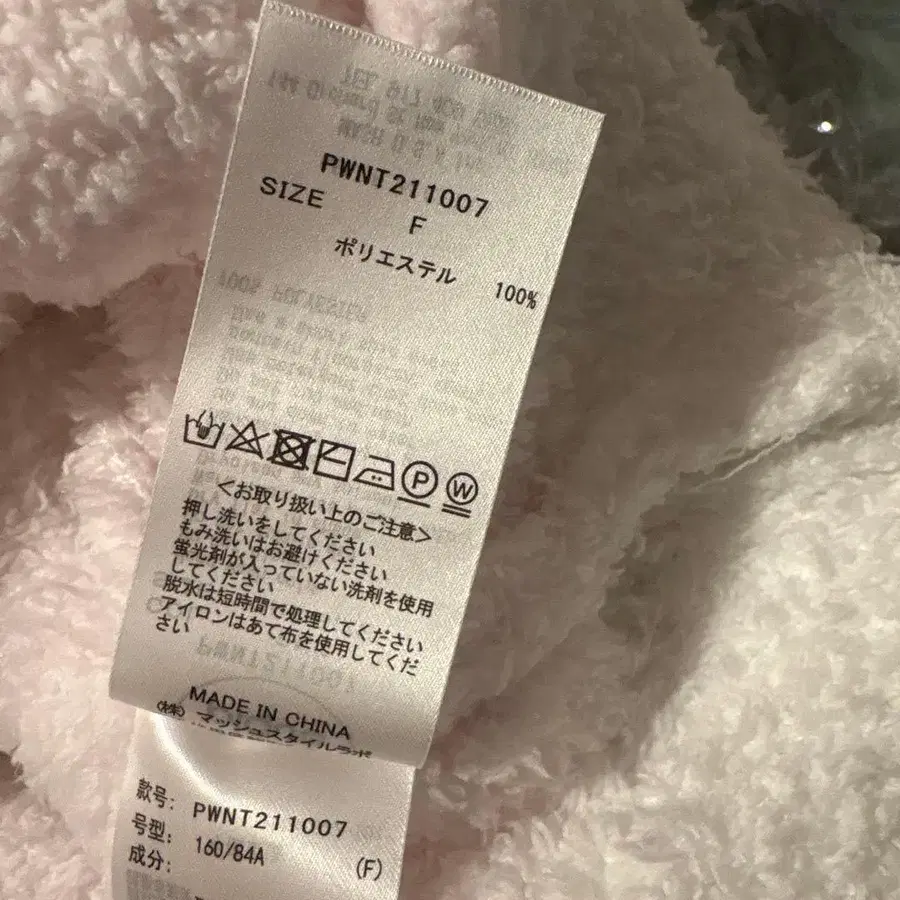 PWNT211007
SIZE F
ポリエステル 100%
P W
<お取り扱い上のご注意>
押し洗いをしてください
もみ洗いはお避けください
蛍光剤が入っていない洗剤を使用
してください
脱水は短時間で処理してください
アイロンはあて布を使用してくだ
さい
MADE IN CHINA
(株) マッシュスタイルラボ
款号: PWNT211007
号型: 160/84A (F)
成分: